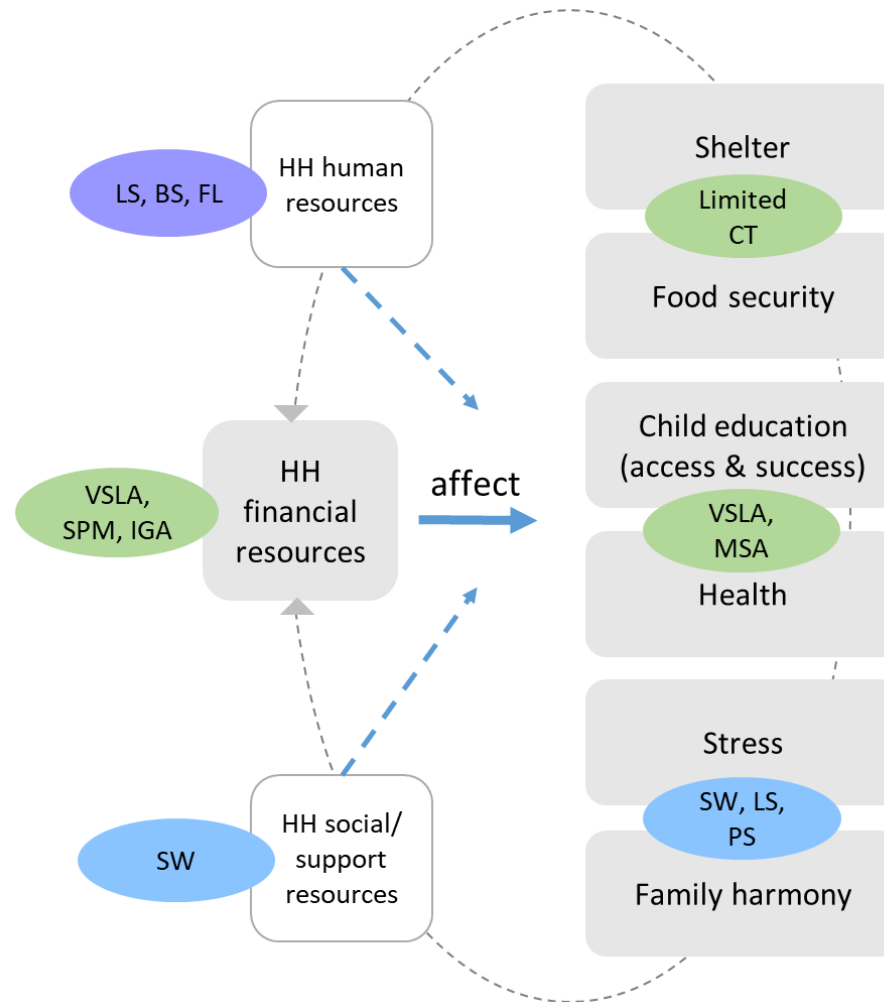 LS, BS, FL
HH human
resources
VSLA,
SPM, IGA
HH
financial
resources
affect
SW
HH social/
support
resources
Shelter
Limited
CT
Food security
Child education
(access & success)
VSLA,
MSA
Health
Stress
SW, LS,
PS
Family harmony